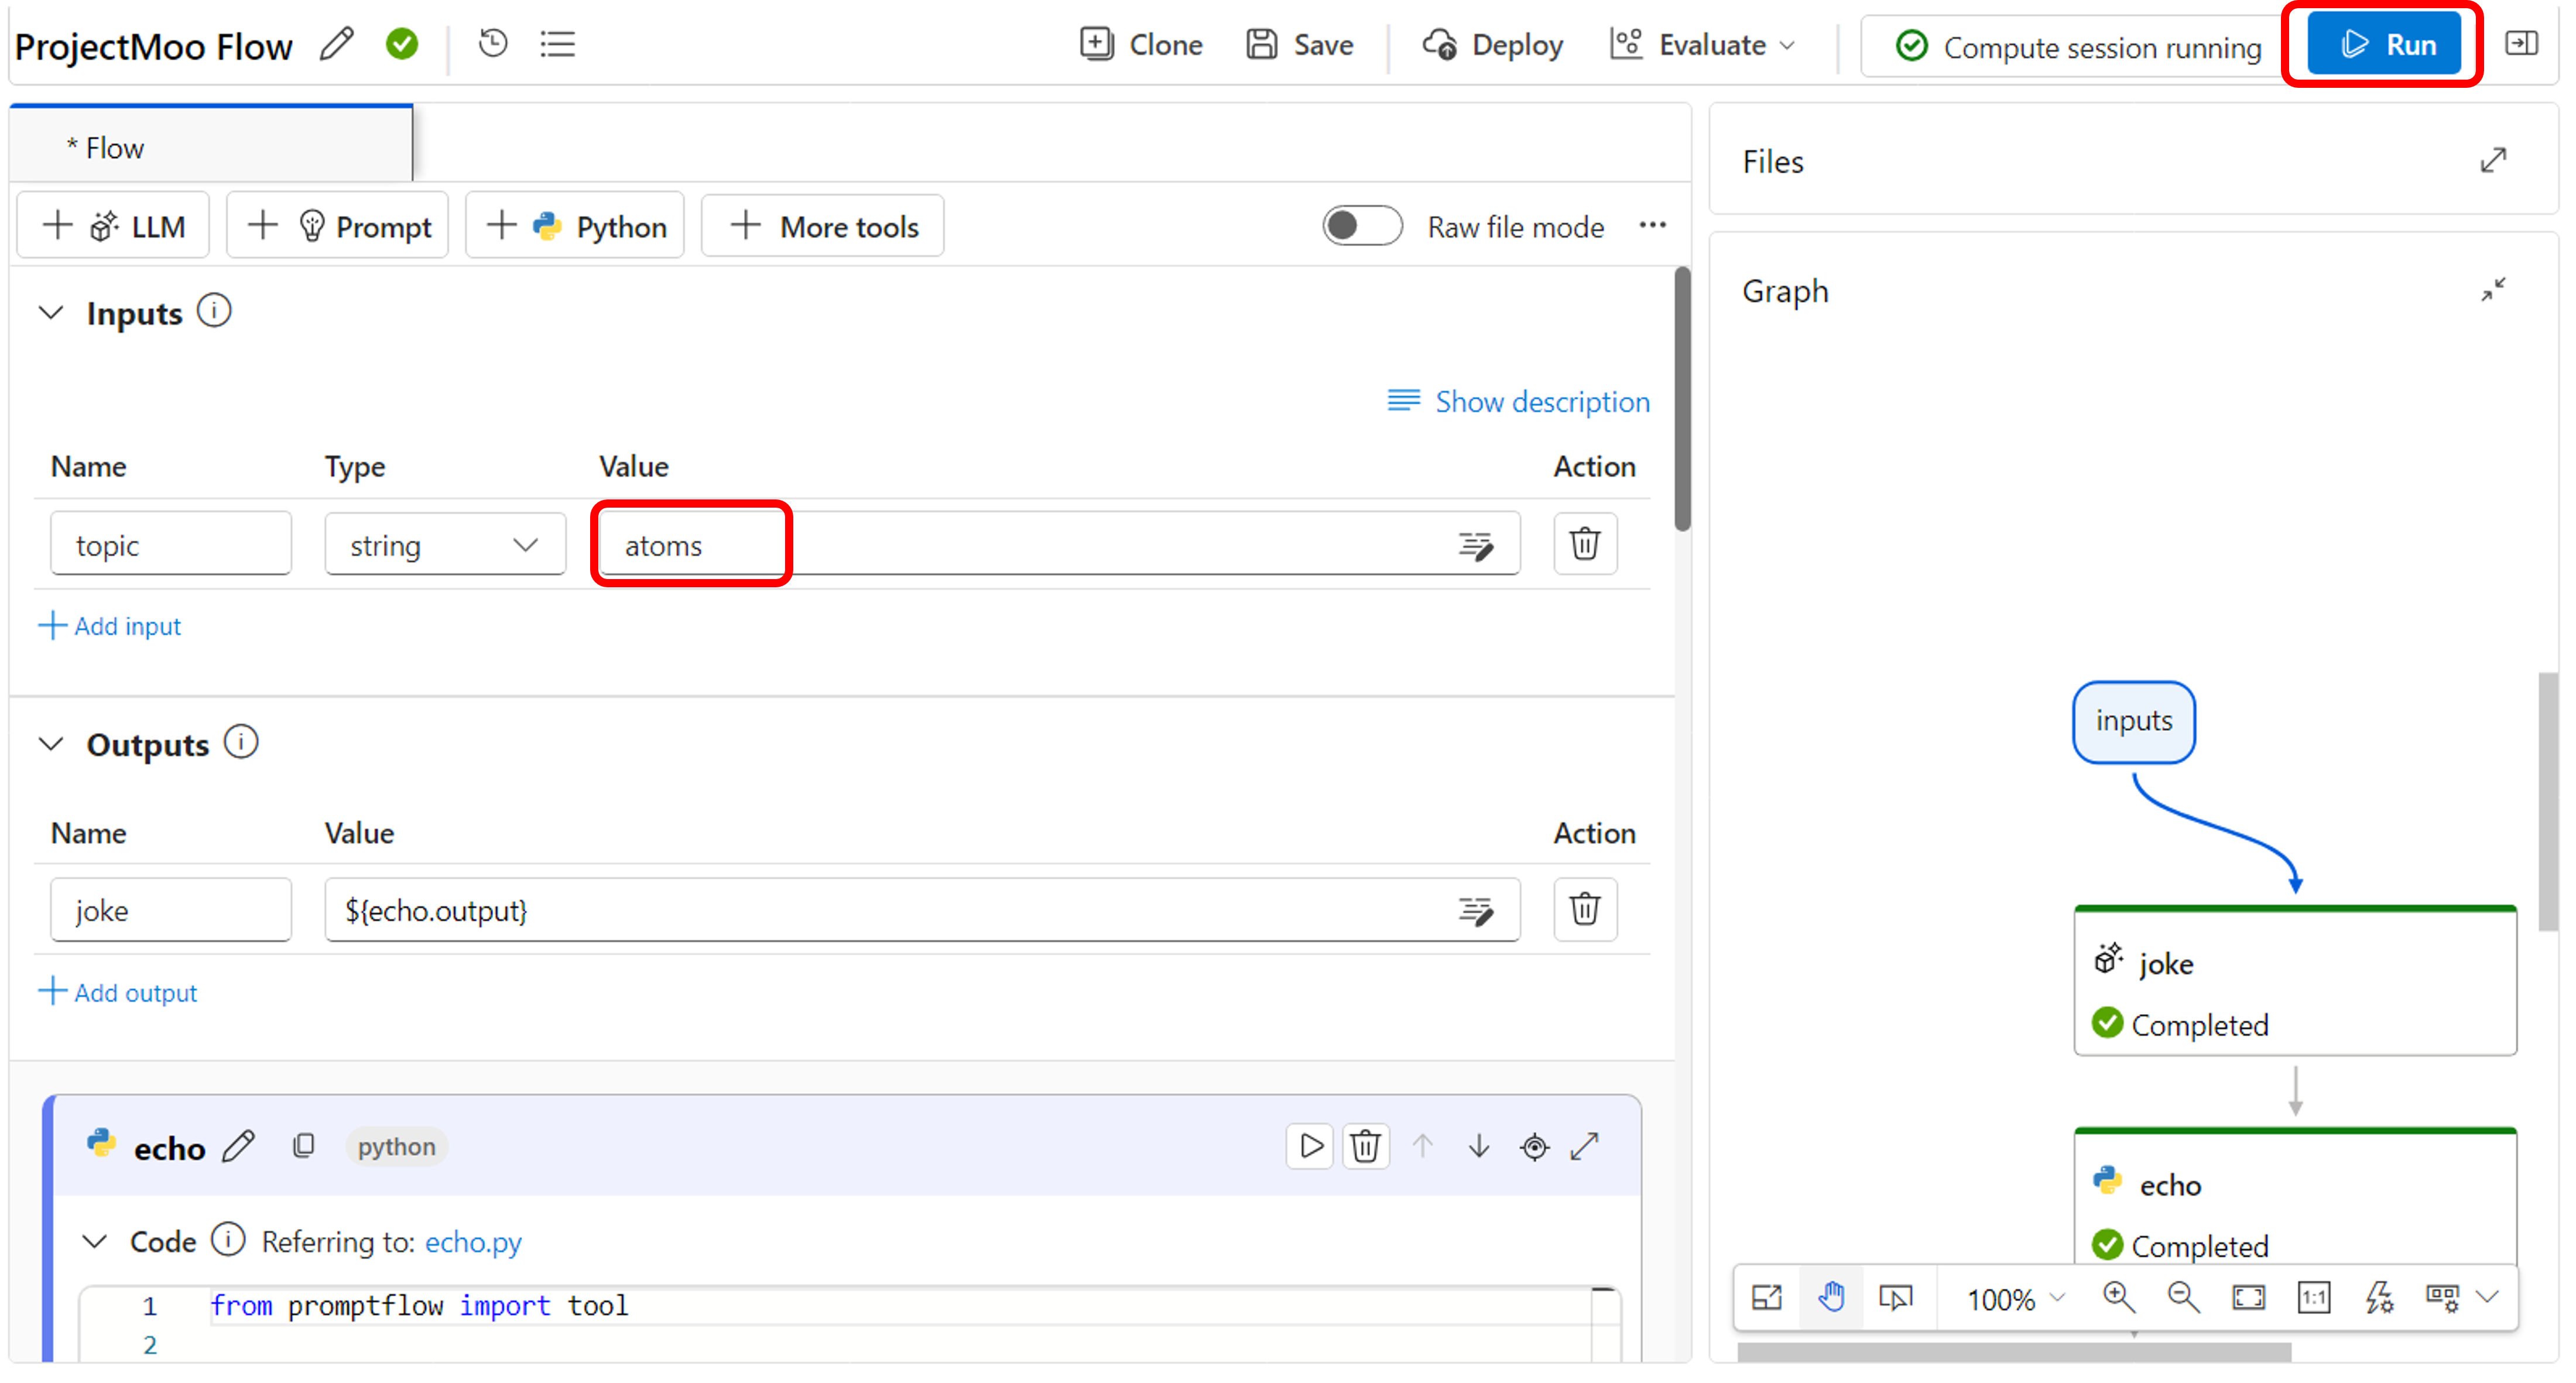 ProjectMoo Flow
Clone
Save
Deploy
Evaluate
Compute session running
Run
* Flow
LLM
Prompt
Python
More tools
Raw file mode
Inputs
Show description
Name Type Value Action
topic string atoms
Add input
Outputs
Name Value Action
joke ${echo.output}
Add output
echo python
Code Referring to: echo.py
1 from promptflow import tool
2
Files
Graph
inputs
joke
Completed
echo
Completed
100%
1:1